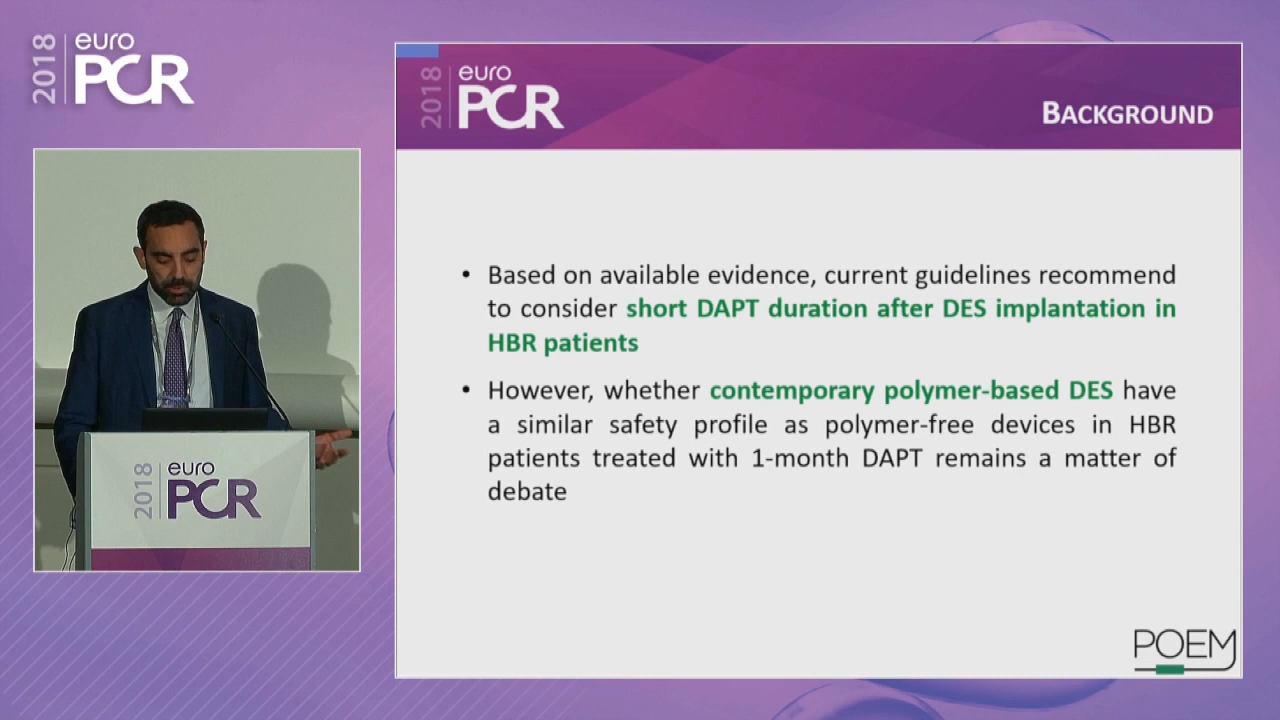 2018
euro
PCR
2018
euro
PCR
BACKGROUND
• Based on available evidence, current guidelines recommend
to consider short DAPT duration after DES implantation in
HBR patients
• However, whether contemporary polymer-based DES have
a similar safety profile as polymer-free devices in HBR
patients treated with 1-month DAPT remains a matter of
debate
POEM
2018
euro
PCR